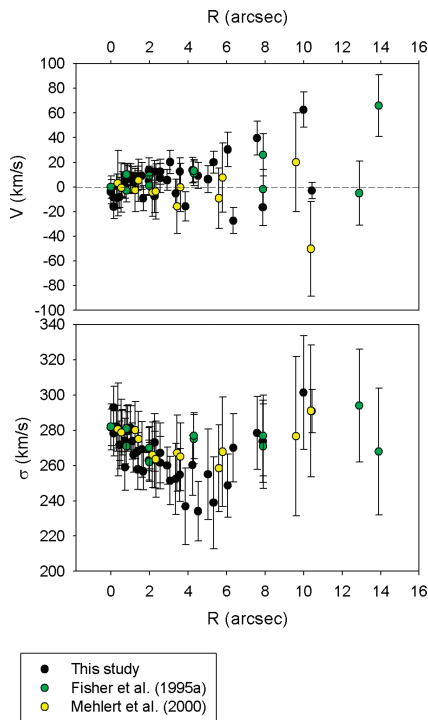 R (arcsec)
0 2 4 6 8 10 12 14 16
100
80
60
40
20
0
-20
-40
-60
-80
-100
V (km/s)
340
320
300
280
260
240
220
200
σ (km/s)
0 2 4 6 8 10 12 14 16
R (arcsec)
This study
Fisher et al. (1995a)
Mehlert et al. (2000)